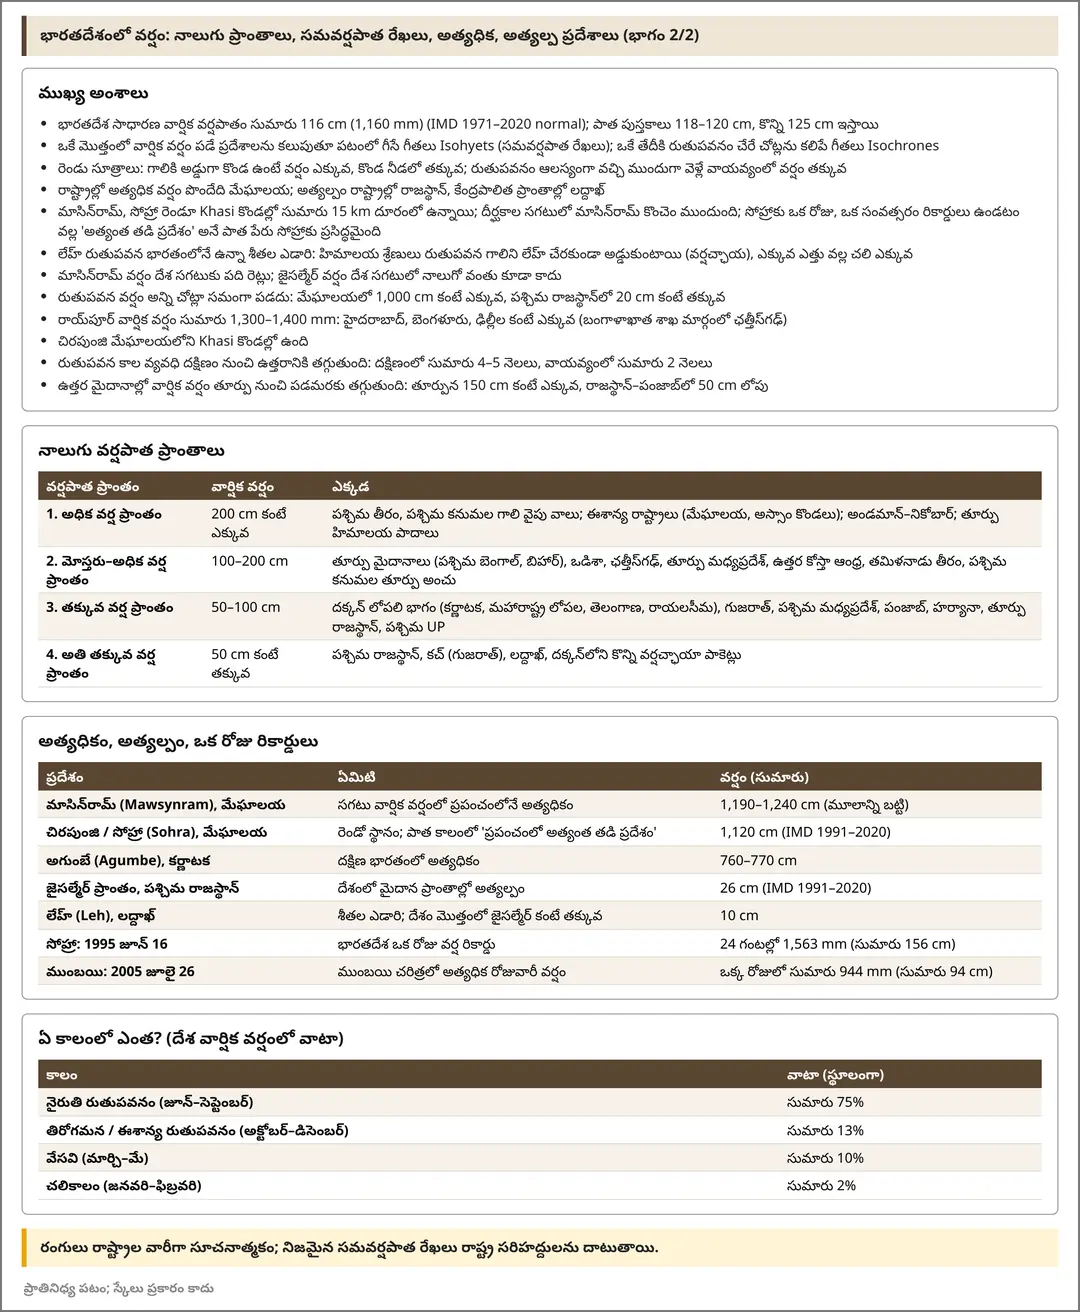 భారతదేశంలో వర్షం: నాలుగు ప్రాంతాలు, సమవర్షపాత రేఖలు, అత్యధిక, అత్యల్ప ప్రదేశాలు (భాగం 2/2)
ముఖ్య అంశాలు
• భారతదేశ సాధారణ వార్షిక వర్షపాతం సుమారు 116 cm (1,160 mm) (IMD 1971–2020 normal); పాత పుస్తకాలు 118–120 cm, కొన్ని 125 cm ఇస్తాయి
• ఒకే మొత్తంలో వార్షిక వర్షం పడే ప్రదేశాలను కలుపుతూ పటంలో గీసే గీతలు Isohyets (సమవర్షపాత రేఖలు); ఒకే తేదీకి రుతుపవనం చేరే చోట్లను కలిపే గీతలు Isochrones
• రెండు సూత్రాలు: గాలికి అడ్డుగా కొండ ఉంటే వర్షం ఎక్కువ, కొండ నీడలో తక్కువ; రుతుపవనం ఆలస్యంగా వచ్చి ముందుగా వెళ్లే వాయవ్యంలో వర్షం తక్కువ
• రాష్ట్రాల్లో అత్యధిక వర్షం పొందేది మేఘాలయ; అత్యల్పం రాష్ట్రాల్లో రాజస్థాన్, కేంద్రపాలిత ప్రాంతాల్లో లద్దాఖ్
• మాసిన్‌రామ్, సోహ్రా రెండూ Khasi కొండల్లో సుమారు 15 km దూరంలో ఉన్నాయి; దీర్ఘకాల సగటులో మాసిన్‌రామ్ కొంచెం ముందుంది; సోహ్రాకు ఒక రోజు, ఒక సంవత్సరం రికార్డులు ఉండటం
వల్ల 'అత్యంత తడి ప్రదేశం' అనే పాత పేరు సోహ్రాకు ప్రసిద్ధమైంది
• లేహ్ రుతుపవన భారతంలోనే ఉన్నా శీతల ఎడారి: హిమాలయ శ్రేణులు రుతుపవన గాలిని లేహ్ చేరకుండా అడ్డుకుంటాయి (వర్షచ్ఛాయ), ఎక్కువ ఎత్తు వల్ల చలి ఎక్కువ
• మాసిన్‌రామ్ వర్షం దేశ సగటుకు పది రెట్లు; జైసల్మేర్ వర్షం దేశ సగటులో నాలుగో వంతు కూడా కాదు
• రుతుపవన వర్షం అన్ని చోట్లా సమంగా పడదు: మేఘాలయలో 1,000 cm కంటే ఎక్కువ, పశ్చిమ రాజస్థాన్‌లో 20 cm కంటే తక్కువ
• రాయ్‌పూర్ వార్షిక వర్షం సుమారు 1,300–1,400 mm: హైదరాబాద్, బెంగళూరు, ఢిల్లీల కంటే ఎక్కువ (బంగాళాఖాత శాఖ మార్గంలో ఛత్తీస్‌గఢ్)
• చిరపుంజి మేఘాలయలోని Khasi కొండల్లో ఉంది
• రుతుపవన కాల వ్యవధి దక్షిణం నుంచి ఉత్తరానికి తగ్గుతుంది: దక్షిణంలో సుమారు 4–5 నెలలు, వాయవ్యంలో సుమారు 2 నెలలు
• ఉత్తర మైదానాల్లో వార్షిక వర్షం తూర్పు నుంచి పడమరకు తగ్గుతుంది: తూర్పున 150 cm కంటే ఎక్కువ, రాజస్థాన్–పంజాబ్‌లో 50 cm లోపు
నాలుగు వర్షపాత ప్రాంతాలు
వర్షపాత ప్రాంతం వార్షిక వర్షం ఎక్కడ
1. అధిక వర్ష ప్రాంతం 200 cm కంటే ఎక్కువ పశ్చిమ తీరం, పశ్చిమ కనుమల గాలి వైపు వాలు; ఈశాన్య రాష్ట్రాలు (మేఘాలయ, అస్సాం కొండలు); అండమాన్–నికోబార్; తూర్పు
హిమాలయ పాదాలు
2. మోస్తరు–అధిక వర్ష ప్రాంతం 100–200 cm తూర్పు మైదానాలు (పశ్చిమ బెంగాల్, బిహార్), ఒడిశా, ఛత్తీస్‌గఢ్, తూర్పు మధ్యప్రదేశ్, ఉత్తర కోస్తా ఆంధ్ర, తమిళనాడు తీరం, పశ్చిమ
కనుమల తూర్పు అంచు
3. తక్కువ వర్ష ప్రాంతం 50–100 cm దక్కన్ లోపలి భాగం (కర్ణాటక, మహారాష్ట్ర లోపల, తెలంగాణ, రాయలసీమ), గుజరాత్, పశ్చిమ మధ్యప్రదేశ్, పంజాబ్, హర్యానా, తూర్పు
రాజస్థాన్, పశ్చిమ UP
4. అతి తక్కువ వర్ష ప్రాంతం 50 cm కంటే తక్కువ పశ్చిమ రాజస్థాన్, కచ్ (గుజరాత్), లద్దాఖ్, దక్కన్‌లోని కొన్ని వర్షచ్ఛాయా పాకెట్లు
అత్యధికం, అత్యల్పం, ఒక రోజు రికార్డులు
ప్రదేశం ఏమిటి వర్షం (సుమారు)
మాసిన్‌రామ్ (Mawsynram), మేఘాలయ సగటు వార్షిక వర్షంలో ప్రపంచంలోనే అత్యధికం 1,190–1,240 cm (మూలాన్ని బట్టి)
చిరపుంజి / సోహ్రా (Sohra), మేఘాలయ రెండో స్థానం; పాత కాలంలో 'ప్రపంచంలో అత్యంత తడి ప్రదేశం' 1,120 cm (IMD 1991–2020)
అగుంబే (Agumbe), కర్ణాటక దక్షిణ భారతంలో అత్యధికం 760–770 cm
జైసల్మేర్ ప్రాంతం, పశ్చిమ రాజస్థాన్ దేశంలో మైదాన ప్రాంతాల్లో అత్యల్పం 26 cm (IMD 1991–2020)
లేహ్ (Leh), లద్దాఖ్ శీతల ఎడారి; దేశం మొత్తంలో జైసల్మేర్ కంటే తక్కువ 10 cm
సోహ్రా: 1995 జూన్ 16 భారతదేశ ఒక రోజు వర్ష రికార్డు 24 గంటల్లో 1,563 mm (సుమారు 156 cm)
ముంబయి: 2005 జూలై 26 ముంబయి చరిత్రలో అత్యధిక రోజువారీ వర్షం ఒక్క రోజులో సుమారు 944 mm (సుమారు 94 cm)
ఏ కాలంలో ఎంత? (దేశ వార్షిక వర్షంలో వాటా)
కాలం వాటా (స్థూలంగా)
నైరుతి రుతుపవనం (జూన్–సెప్టెంబర్) సుమారు 75%
తిరోగమన / ఈశాన్య రుతుపవనం (అక్టోబర్–డిసెంబర్) సుమారు 13%
వేసవి (మార్చి–మే) సుమారు 10%
చలికాలం (జనవరి–ఫిబ్రవరి) సుమారు 2%
రంగులు రాష్ట్రాల వారీగా సూచనాత్మకం; నిజమైన సమవర్షపాత రేఖలు రాష్ట్ర సరిహద్దులను దాటుతాయి.
ప్రాతినిధ్య పటం; స్కేలు ప్రకారం కాదు